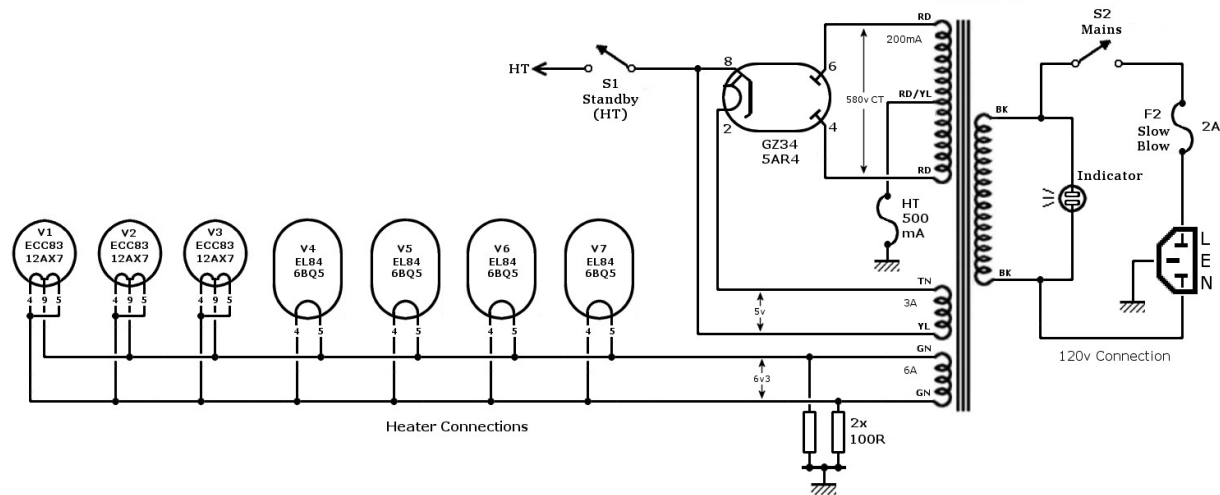 RD
200mA
S2
Mains
HT
S1
Standby
(HT)
8
6
580v CT
RD/YL
2
4
GZ34
5AR4
RD
BK
F2
Slow
Blow
2A
Indicator
HT
500
mA
L
E
N
BK
120v Connection
V1
ECC83
12AX7
4 9 5
V2
ECC83
12AX7
4 9 5
V3
ECC83
12AX7
4 9 5
V4
EL84
6BQ5
4 5
V5
EL84
6BQ5
4 5
V6
EL84
6BQ5
4 5
V7
EL84
6BQ5
4 5
TN
3A
5v
YL
GN
6A
6v3
GN
Heater Connections
2x
100R